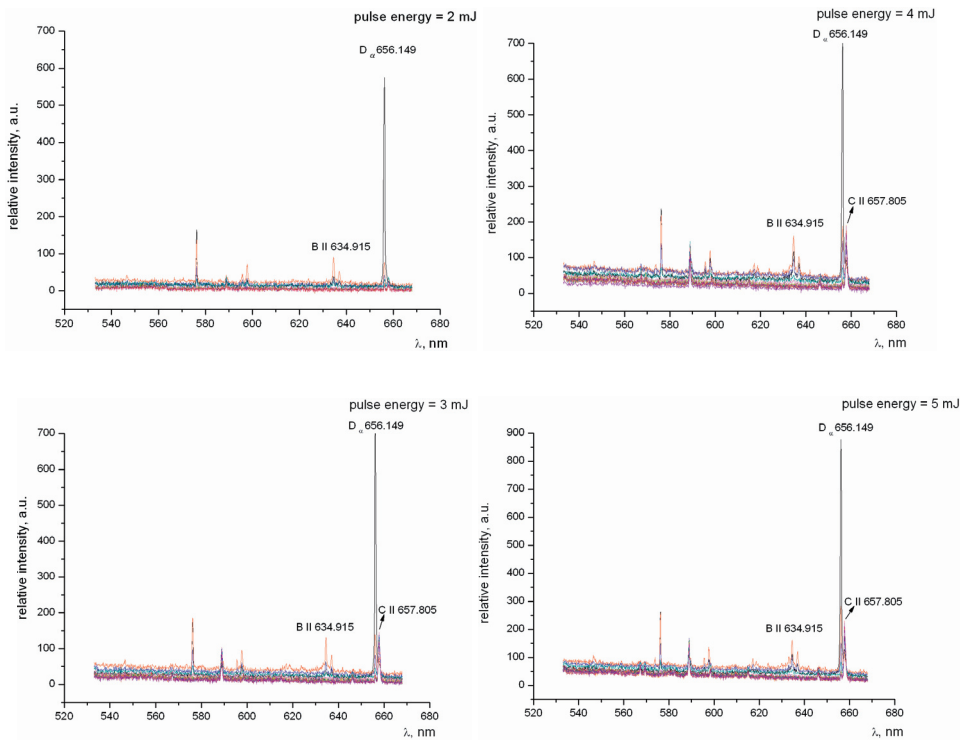 pulse energy = 2 mJ
D α 656.149
B II 634.915
relative intensity, a.u.
700
600
500
400
300
200
100
0
520 540 560 580 600 620 640 660 680
λ, nm
pulse energy = 4 mJ
D α 656.149
C II 657.805
B II 634.915
relative intensity, a.u.
700
600
500
400
300
200
100
0
520 540 560 580 600 620 640 660 680
λ, nm
pulse energy = 3 mJ
D α 656.149
C II 657.805
B II 634.915
relative intensity, a.u.
700
600
500
400
300
200
100
0
520 540 560 580 600 620 640 660 680
λ, nm
pulse energy = 5 mJ
D α 656.149
C II 657.805
B II 634.915
relative intensity, a.u.
900
800
700
600
500
400
300
200
100
0
520 540 560 580 600 620 640 660 680
λ, nm